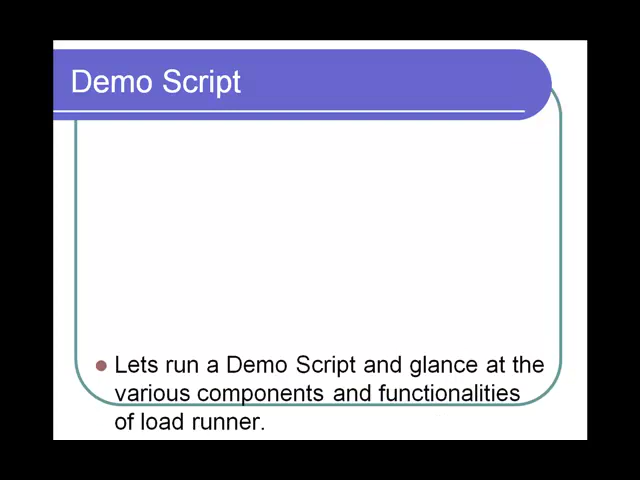 Demo Script
Lets run a Demo Script and glance at the
various components and functionalities
of load runner.